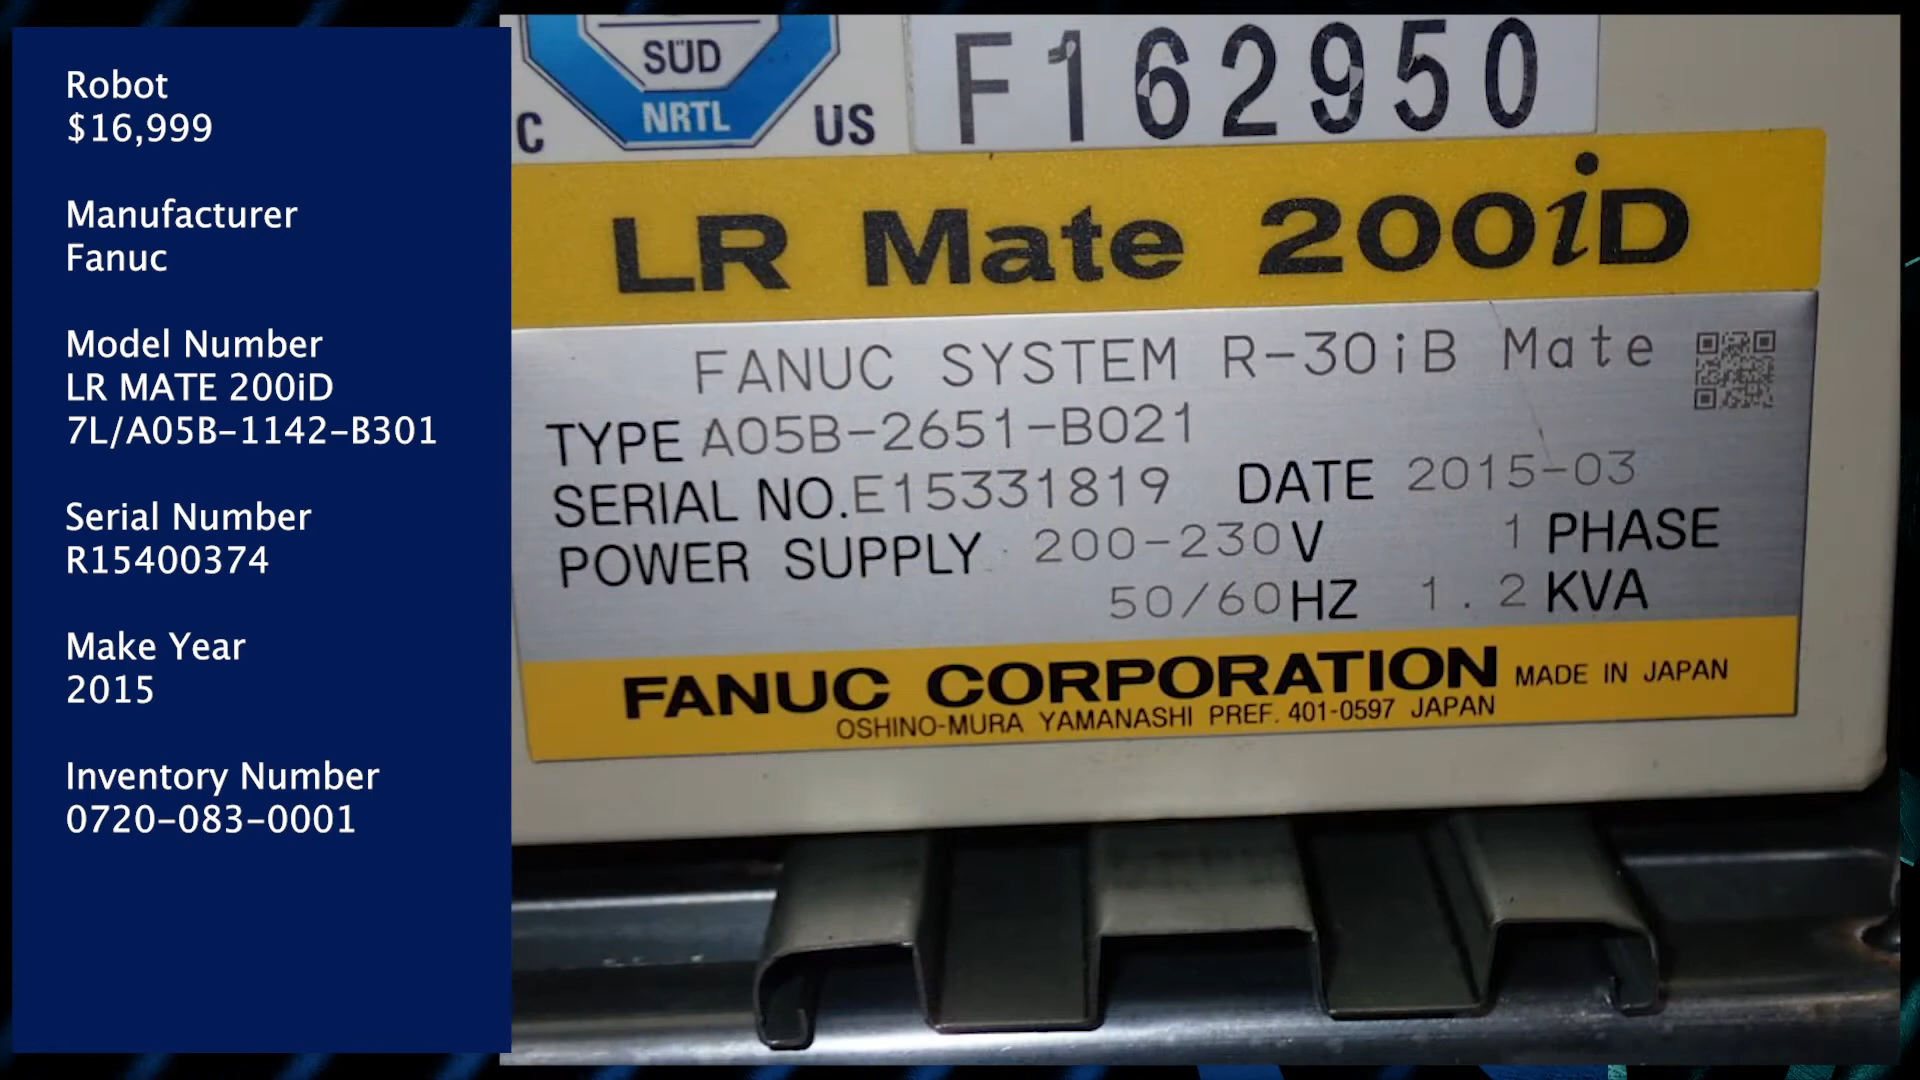 Robot
$16,999
Manufacturer
Fanuc
Model Number
LR MATE 200iD
7L/A05B-1142-B301
Serial Number
R15400374
Make Year
2015
Inventory Number
0720-083-0001
SÜD
NRTL
C US
F162950
LR Mate 200iD
FANUC SYSTEM R-30iB Mate
TYPE A05B-2651-B021
SERIAL NO.E15331819 DATE 2015-03
POWER SUPPLY 200-230V 1 PHASE
50/60HZ 1.2 KVA
FANUC CORPORATION MADE IN JAPAN
OSHINO-MURA YAMANASHI PREF. 401-0597 JAPAN